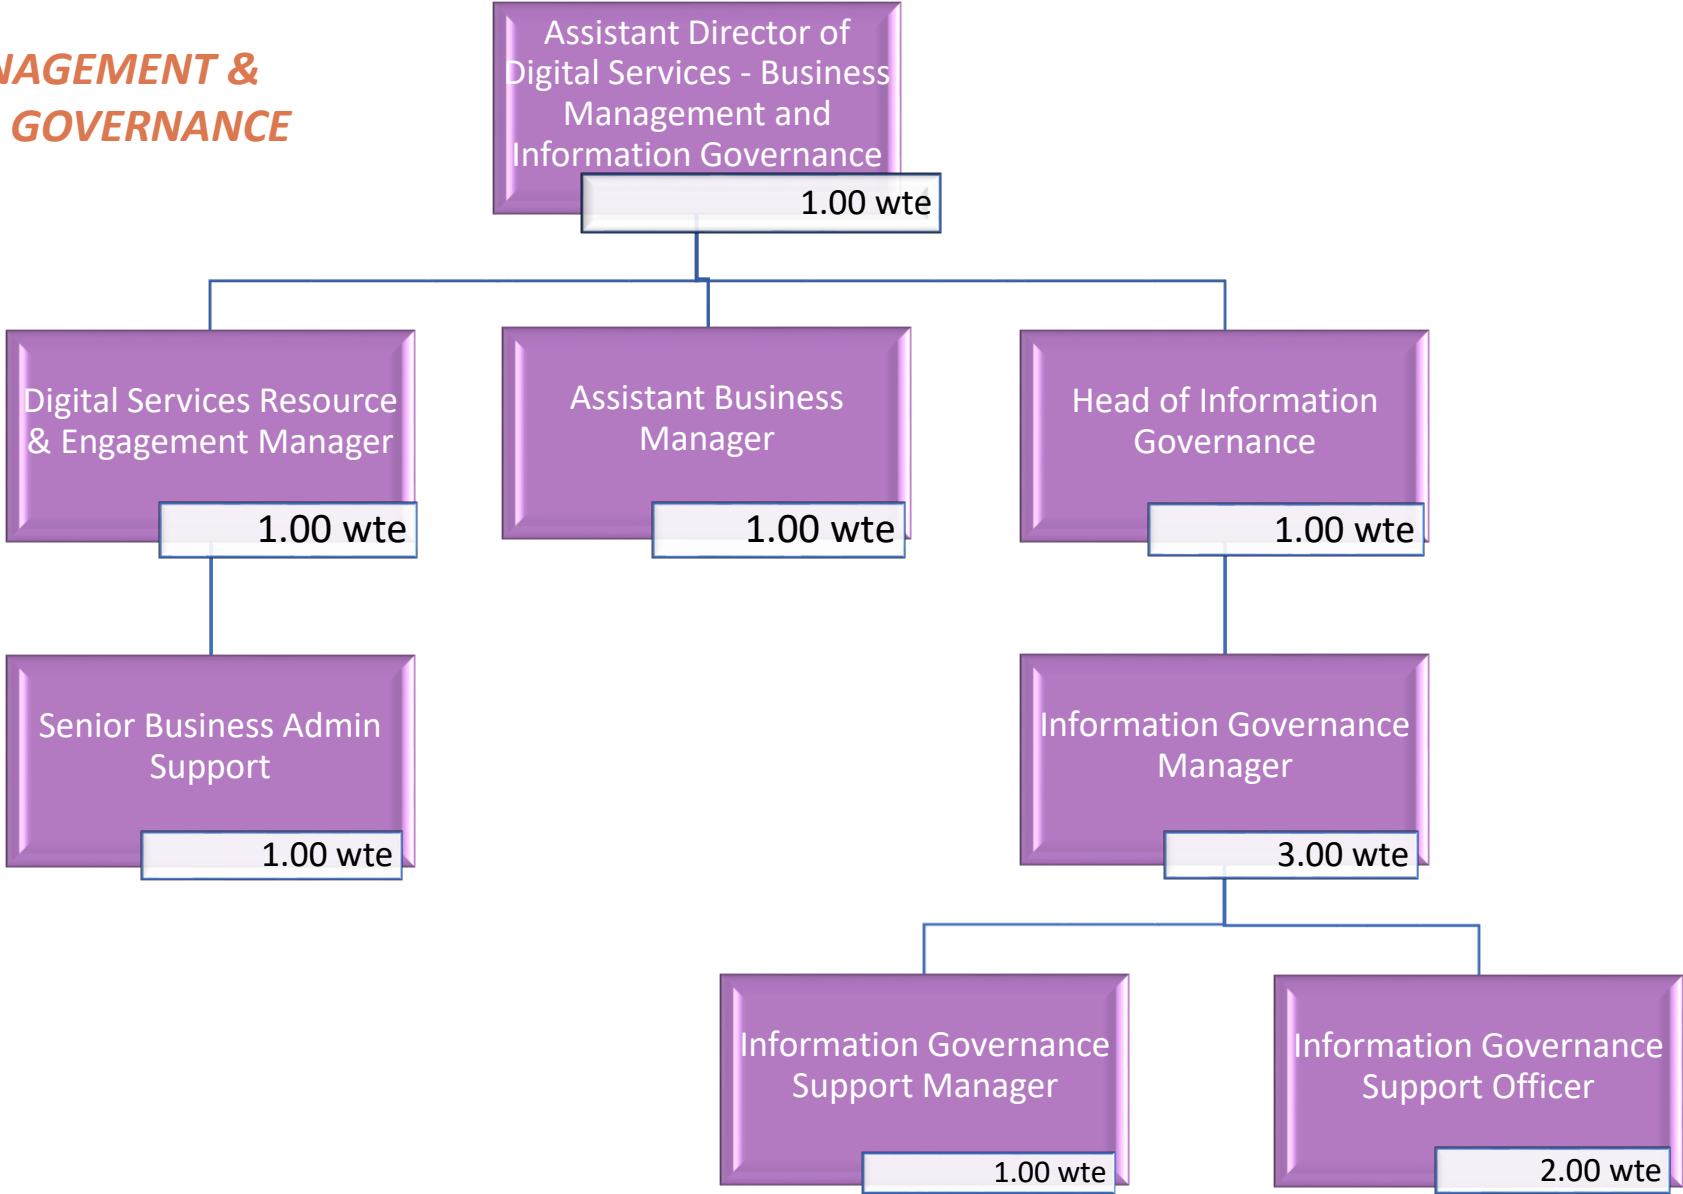 & 
GOVERNANCE
Assistant Director of
Digital Services - Business
Management and
Information Governance
1.00 wte
Digital Services Resource
& Engagement Manager
1.00 wte
Assistant Business
Manager
1.00 wte
Head of Information
Governance
1.00 wte
Senior Business Admin
Support
1.00 wte
Information Governance
Manager
3.00 wte
Information Governance
Support Manager
1.00 wte
Information Governance
Support Officer
2.00 wte